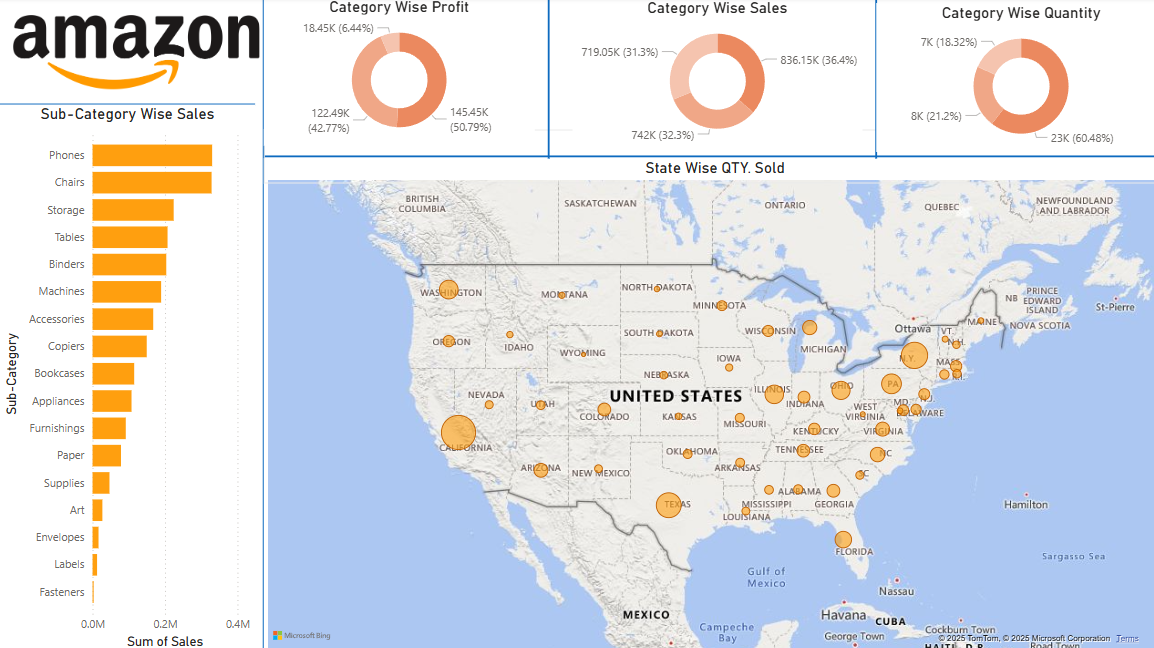 amazon
Category Wise Profit
18.45K (6.44%)
122.49K
(42.77%)
145.45K
(50.79%)
Category Wise Sales
719.05K (31.3%)
836.15K (36.4%)
742K (32.3%)
Category Wise Quantity
7K (18.32%)
8K (21.2%)
23K (60.48%)
Sub-Category Wise Sales
Sub-Category
Phones
Chairs
Storage
Tables
Binders
Machines
Accessories
Copiers
Bookcases
Appliances
Furnishings
Paper
Supplies
Art
Envelopes
Labels
Fasteners
0.0M 0.2M 0.4M
Sum of Sales
State Wise QTY. Sold
BRITISH
COLUMBIA
SASKATCHEWAN
ONTARIO
QUEBEC
NEWFOUNDLAND
AND LABRADOR
WASHINGTON
MONTANA
NORTH DAKOTA
MINNESOTA
NB
PRINCE
EDWARD
ISLAND
St-Pierre
MAINE
NOVA SCOTIA
Ottawa
VT.
N.H.
OREGON
IDAHO
SOUTH DAKOTA
WISCONSIN
MICHIGAN
WYOMING
IOWA
N.Y.
MASS
R.I.
NEBRASKA
NEVADA
UTAH
COLORADO
UNITED STATES
KANSAS
ILLINOIS
INDIANA
OHIO
PA
N.J.
MD
DELAWARE
MISSOURI
WEST
VIRGINIA
KENTUCKY
VIRGINIA
CALIFORNIA
OKLAHOMA
TENNESSEE
NC
ARIZONA
NEW MEXICO
ARKANSAS
SC
ALABAMA
MISSISSIPPI
GEORGIA
TEXAS
LOUISIANA
Hamilton
FLORIDA
Sargasso Sea
Gulf of
Mexico
Nassau
MEXICO
Campeche
Bay
Havana
CUBA
George Town
Cockburn Town
Microsoft Bing
© 2025 TomTom, © 2025 Microsoft Corporation Terms